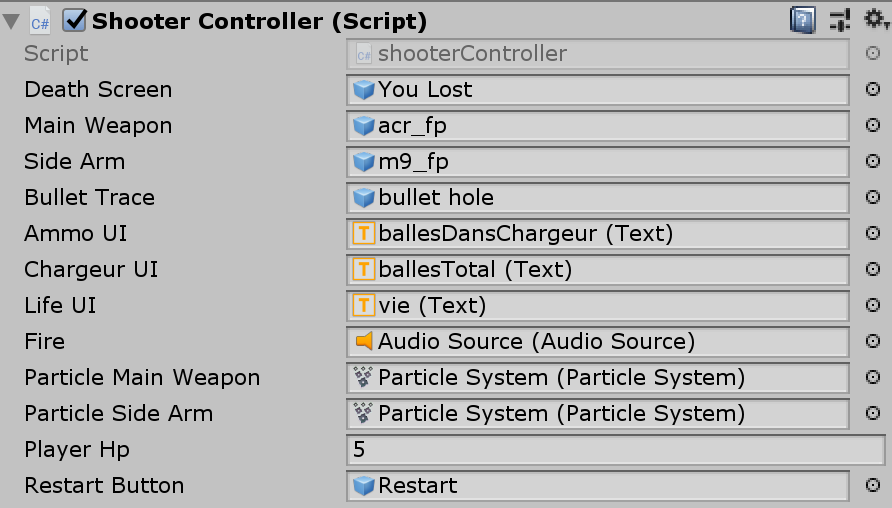 Shooter Controller (Script)
Script shooterController
Death Screen You Lost
Main Weapon acr_fp
Side Arm m9_fp
Bullet Trace bullet hole
Ammo UI ballesDansChargeur (Text)
Chargeur UI ballesTotal (Text)
Life UI vie (Text)
Fire Audio Source (Audio Source)
Particle Main Weapon Particle System (Particle System)
Particle Side Arm Particle System (Particle System)
Player Hp 5
Restart Button Restart